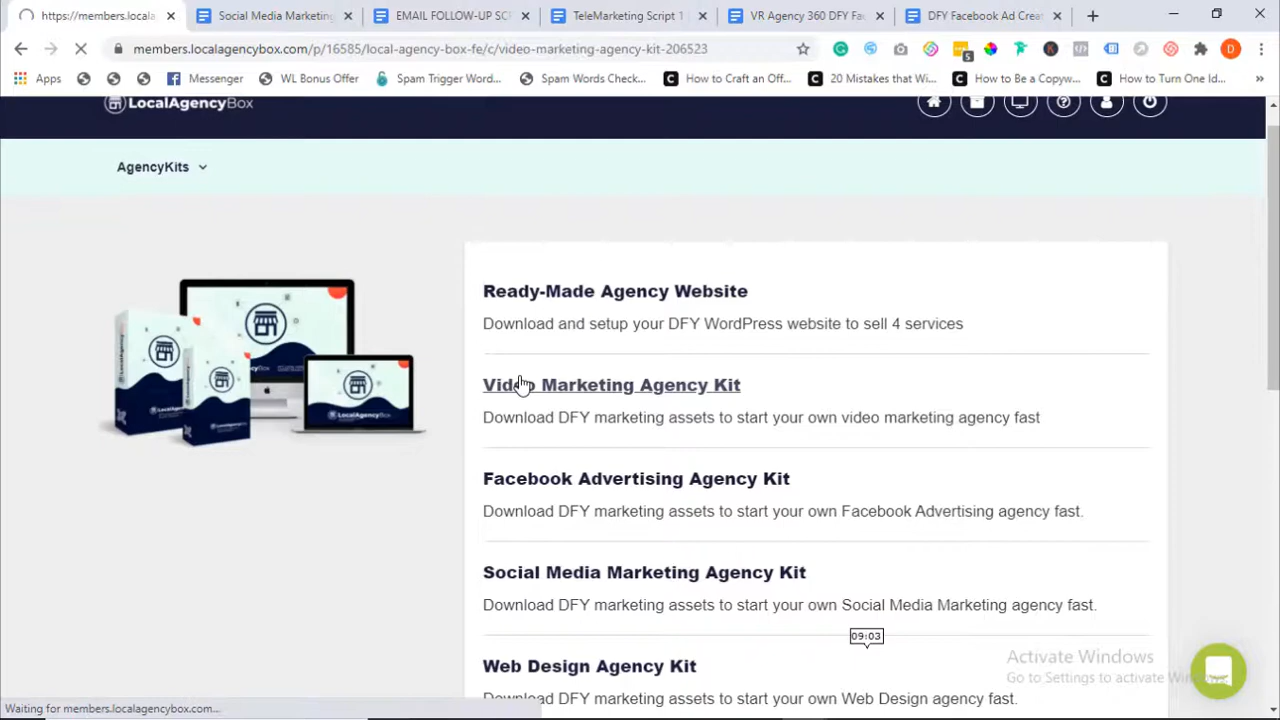 https://members.local
Social Media Marketing
EMAIL FOLLOW-UP SC
TeleMarketing Script 1
VR Agency 360 DFY Fa
DFY Facebook Ad Creat
members.localagencybox.com/p/16585/local-agency-box-fe/c/video-marketing-agency-kit-206523
5
D
Apps
Messenger
WL Bonus Offer
Spam Trigger Word...
Spam Words Check...
How to Craft an Off...
20 Mistakes that Wi...
How to Be a Copyw...
How to Turn One Id...
»
LocalAgencyBox
AgencyKits
Ready-Made Agency Website
Download and setup your DFY WordPress website to sell 4 services
Video Marketing Agency Kit
Download DFY marketing assets to start your own video marketing agency fast
Facebook Advertising Agency Kit
Download DFY marketing assets to start your own Facebook Advertising agency fast.
Social Media Marketing Agency Kit
Download DFY marketing assets to start your own Social Media Marketing agency fast.
09:03
Activate Windows
Web Design Agency Kit
Go to Settings to activate Windows.
Download DFY marketing assets to start your own Web Design agency fast.
Waiting for members.localagencybox.com...